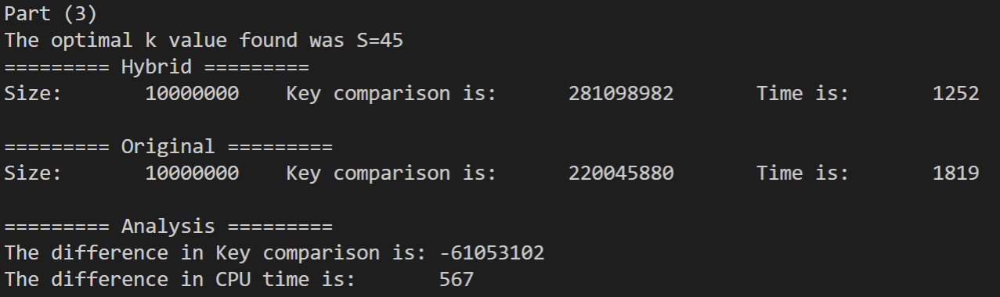 Part (3)
The optimal k value found was S=45
========= Hybrid =========
Size:        10000000    Key comparison is:      281098982       Time is:       1252
========= Original =========
Size:        10000000    Key comparison is:      220045880       Time is:       1819
========= Analysis =========
The difference in Key comparison is: -61053102
The difference in CPU time is:       567